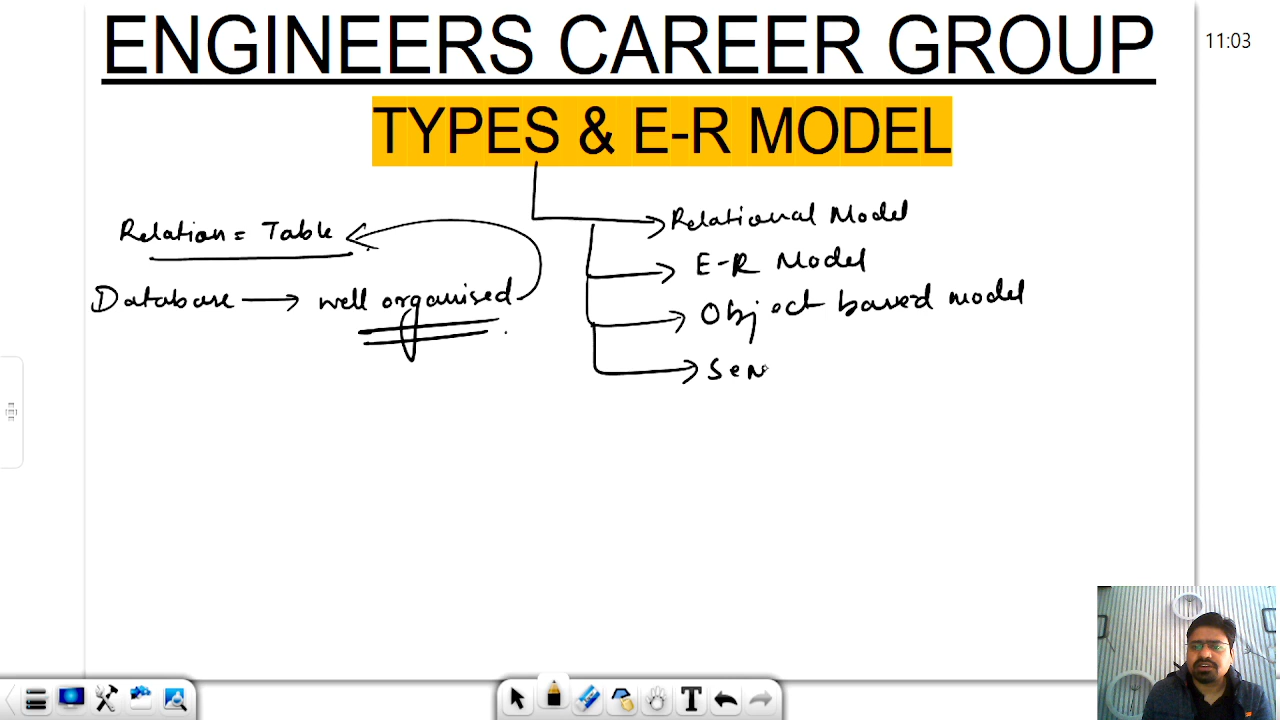 ENGINEERS CAREER GROUP
11:03
TYPES & E-R MODEL
Relation = Table
Database → well organised
→ Relational Model
→ E-R Model
→ Object based model
→ Sem
T